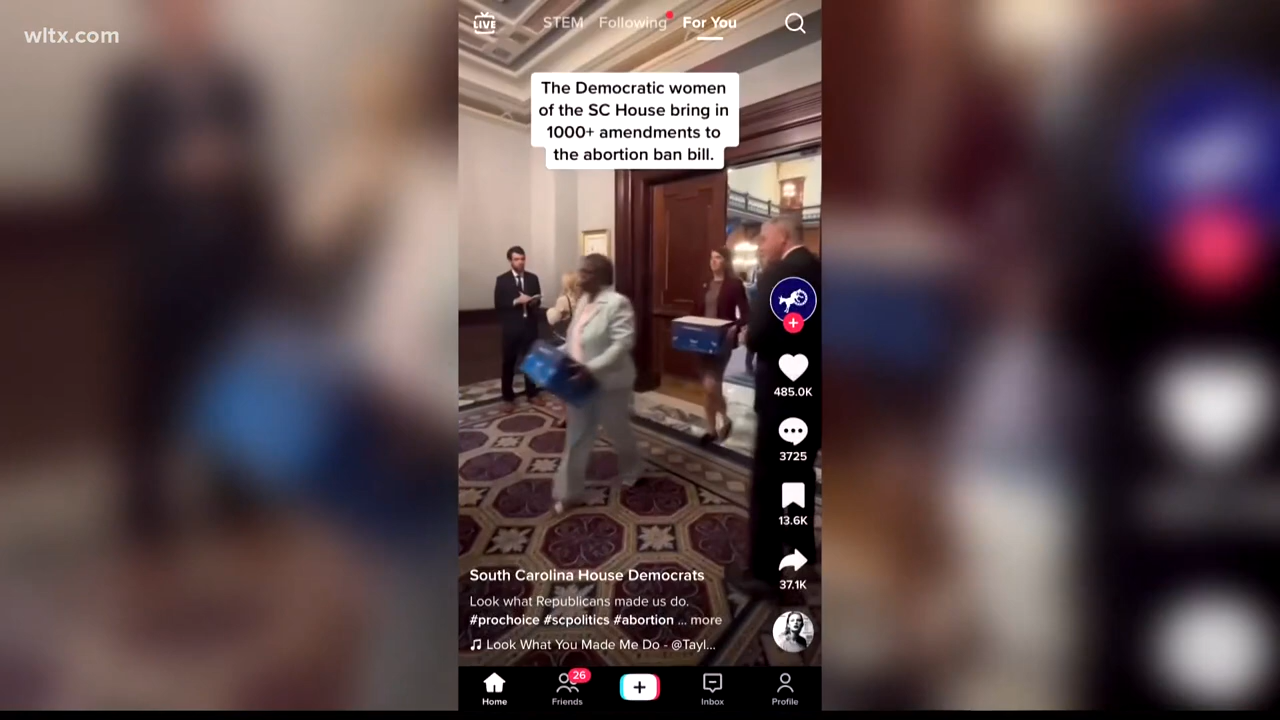 wltx.com
LIVE
STEM Following For You
The Democratic women
of the SC House bring in
1000+ amendments to
the abortion ban bill.
485.0K
3725
13.6K
37.1K
South Carolina House Democrats
Look what Republicans made us do.
#prochoice #scpolitics #abortion ... more
Look What You Made Me Do - @Tayl...
26
Home Friends Inbox Profile